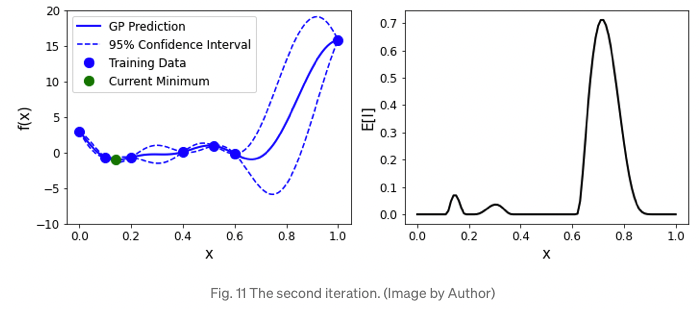 20
15
10
5
0
−5
−10
f(x)
GP Prediction
95% Confidence Interval
Training Data
Current Minimum
0.0 0.2 0.4 0.6 0.8 1.0
x
0.7
0.6
0.5
0.4
0.3
0.2
0.1
0.0
E[I]
0.0 0.2 0.4 0.6 0.8 1.0
x
Fig. 11 The second iteration. (Image by Author)